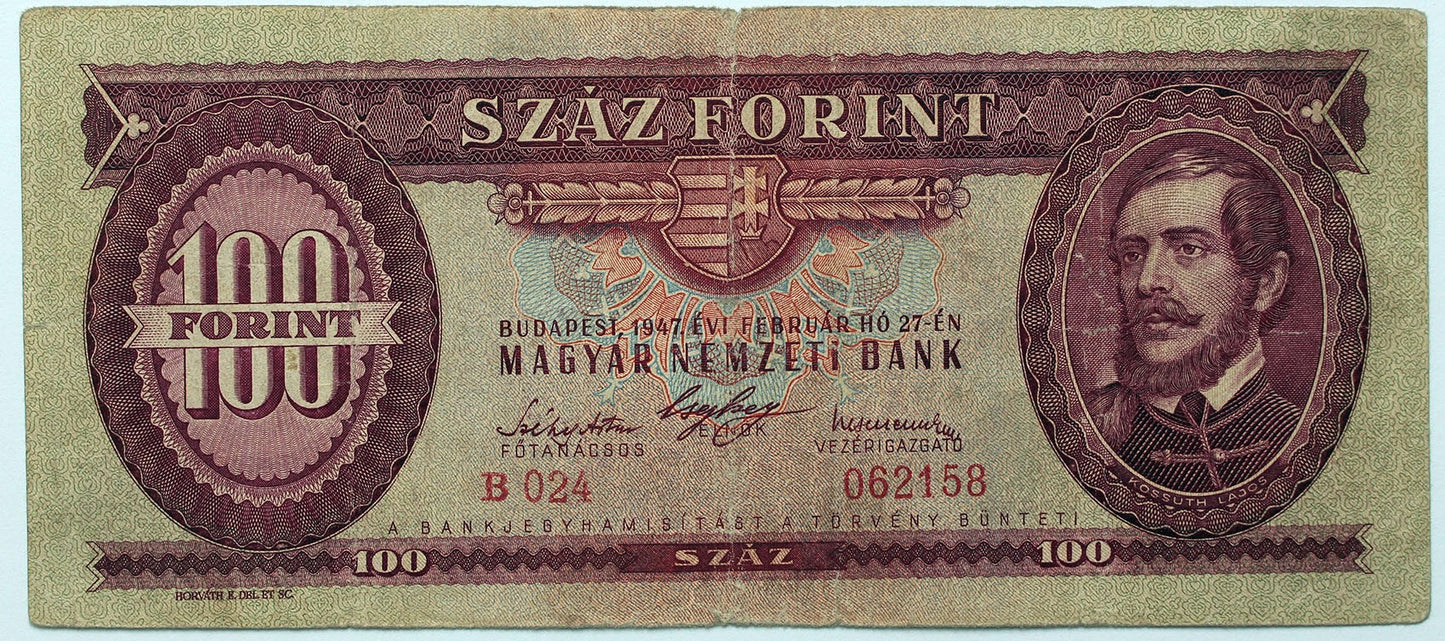 SZÁZ FORINT
100
FORINT
BUDAPEST, 1947. ÉVI FEBRUÁR HÓ 27-ÉN
MAGYAR NEMZETI BANK
FŐTANÁCSOS
ELNÖK
VEZÉRIGAZGATÓ
B 024
062158
KOSSUTH LAJOS
A BANKJEGYHAMISÍTÁST A TÖRVÉNY BÜNTETI
100
SZÁZ
100
HORVÁTH E. DEL. ET SC.